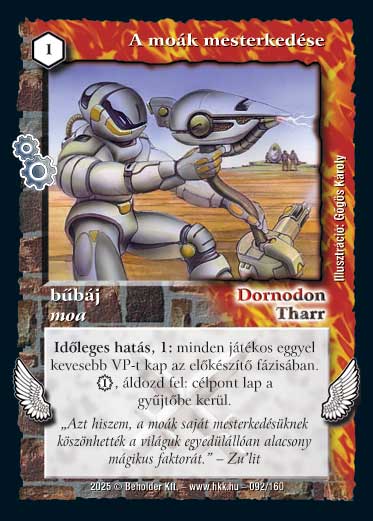 1
A moák mesterkedése
Illusztráció: Gögös Károly
bűbáj
moa
Dornodon
Tharr
Időleges hatás, 1: minden játékos eggyel
kevesebb VP-t kap az előkészítő fázisában.
1, áldozd fel: célpont lap a
gyűjtőbe kerül.
„Azt hiszem, a moák saját mesterkedésüknek
köszönhették a világuk egyedülállóan alacsony
mágikus faktorát.” – Zu’lit
2025 © Beholder Kft. – www.hkk.hu – 092/160